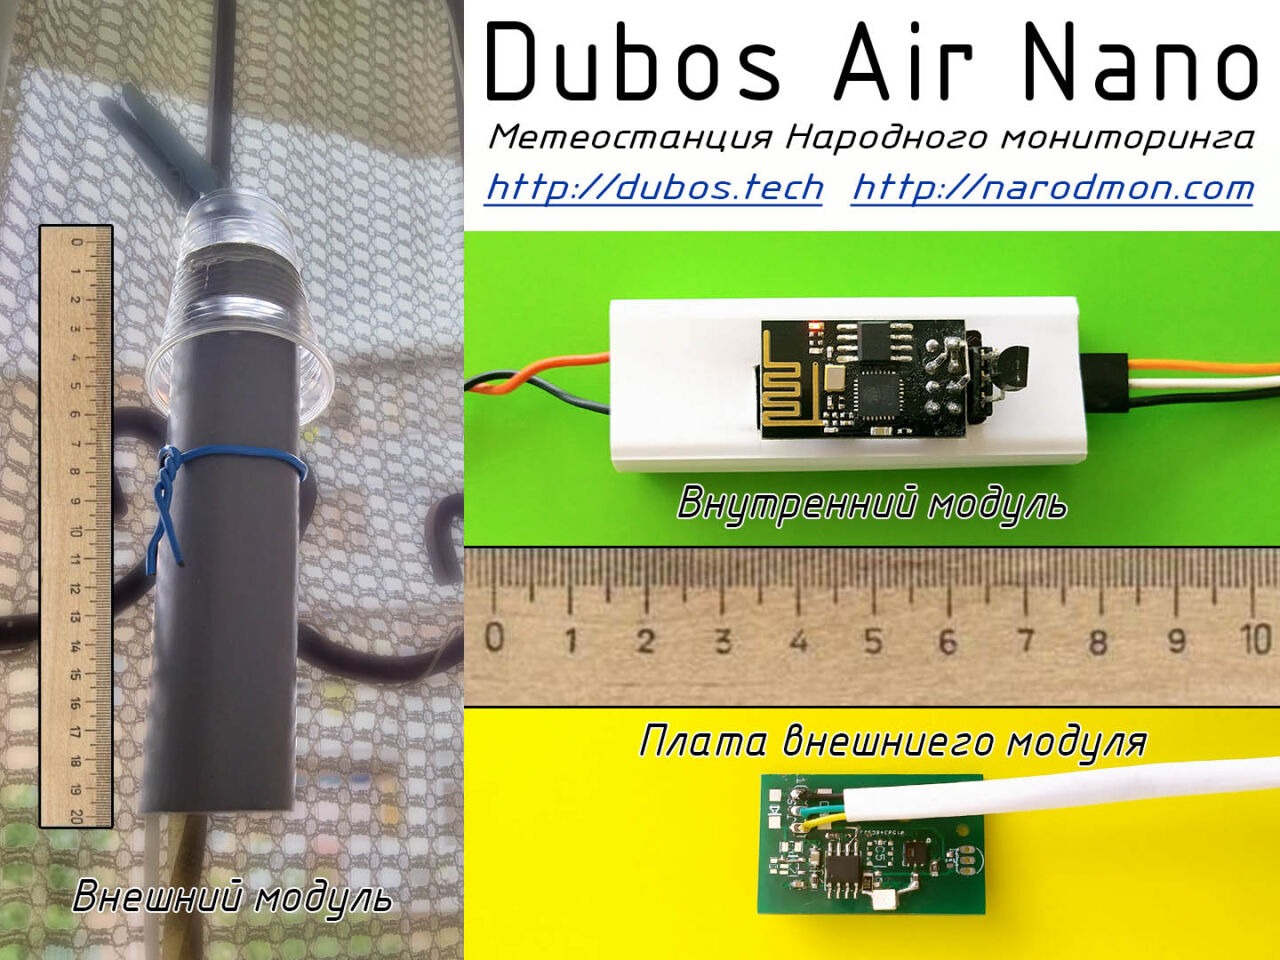 Dubos Air Nano
Метеостанция Народного мониторинга
http://dubos.tech http://narodmon.com
0
1
2
3
4
5
6
7
8
9
10
11
12
13
14
15
16
17
18
19
20
Внешний модуль
Внутренний модуль
0 1 2 3 4 5 6 7 8 9 10
Плата внешниего модуля
C5